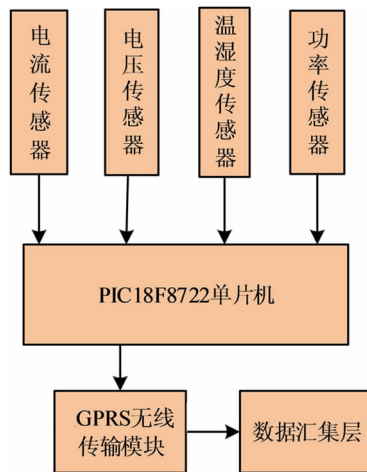 电流传感器
电压传感器
温湿度传感器
功率传感器
PIC18F8722单片机
GPRS无线
传输模块
数据汇集层